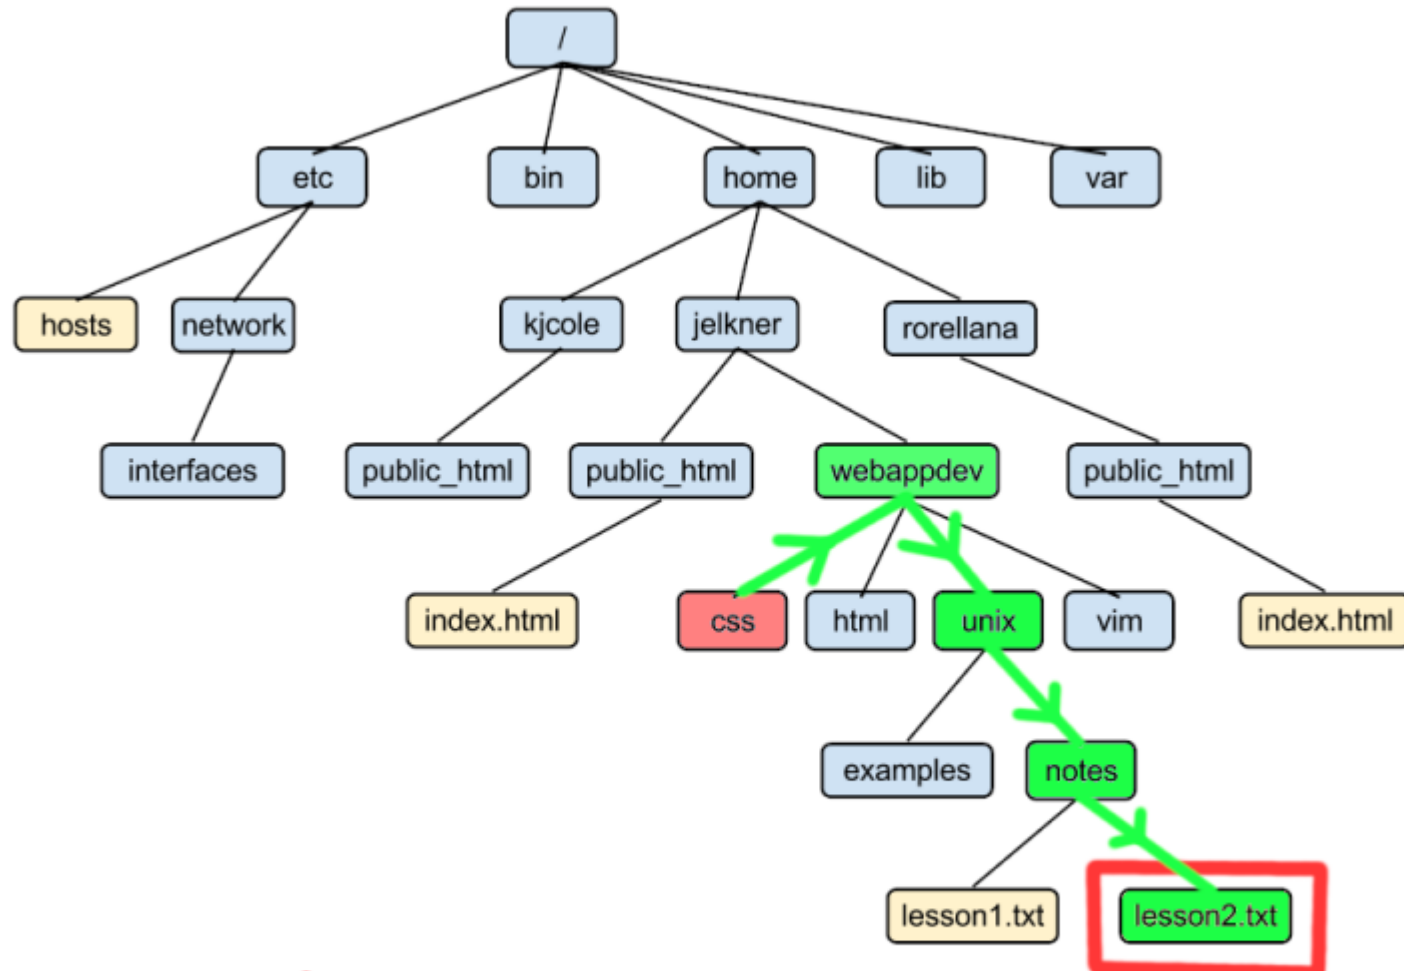 /
etc
bin
home
lib
var
hosts
network
kjcole
jelkner
rorellana
interfaces
public_html
public_html
webappdev
public_html
index.html
css
html
unix
vim
index.html
examples
notes
lesson1.txt
lesson2.txt